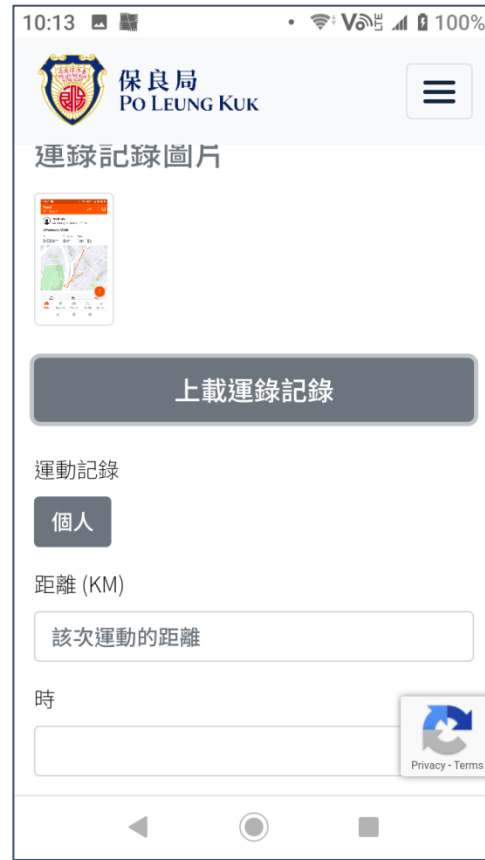 10:13 100%
保良局
PO LEUNG KUK
運錄記錄圖片
上載運錄記錄
運動記錄
個人
距離 (KM)
該次運動的距離
時
Privacy - Terms